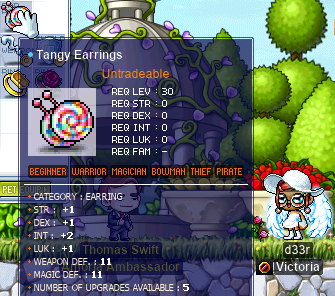 Tangy Earrings
Untradeable
REQ LEV : 30
REQ STR : 0
REQ DEX : 0
REQ INT : 0
REQ LUK : 0
REQ FAM : –
BEGINNER WARRIOR MAGICIAN BOWMAN THIEF PIRATE
PET EQUIP
CATEGORY : EARRING
STR : +1
DEX : +1
INT : +2
LUK : +1
WEAPON DEF. : 11
MAGIC DEF. : 11
NUMBER OF UPGRADES AVAILABLE : 5
Thomas Swift
Ambassador
d33r
Victoria